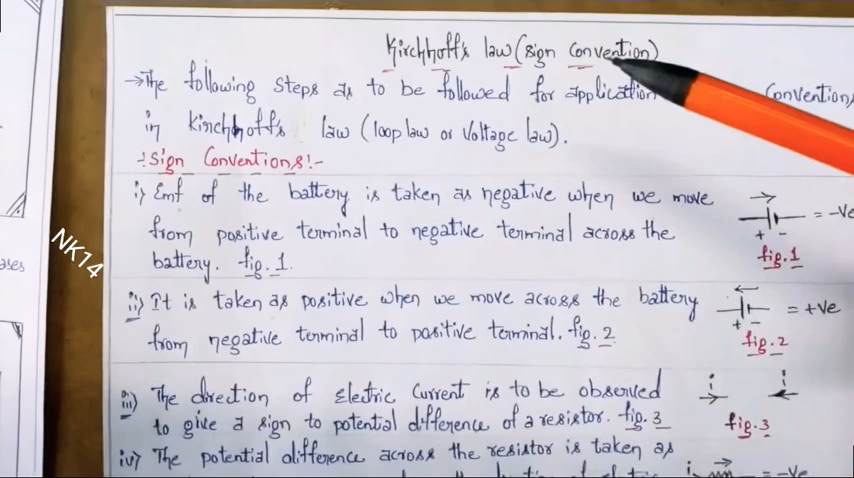 Kirchhoff's law (sign Convention)
→The following Steps as to be followed for application Conventions
in Kirchhoff's law (loop law or Voltage law).
-:Sign Conventions:-
i) Emf of the battery is taken as negative when we move
from positive terminal to negative terminal across the
battery. fig. 1.
+ - = -Ve
fig. 1
ii) It is taken as positive when we move across the battery
from negative terminal to positive terminal. fig. 2
+ - = +Ve
fig. 2
iii) The direction of Electric Current is to be observed
to give a sign to potential difference of a resistor. fig. 3
i i
fig. 3
iv) The potential difference across the resistor is taken as
i = -Ve
ases
NK14